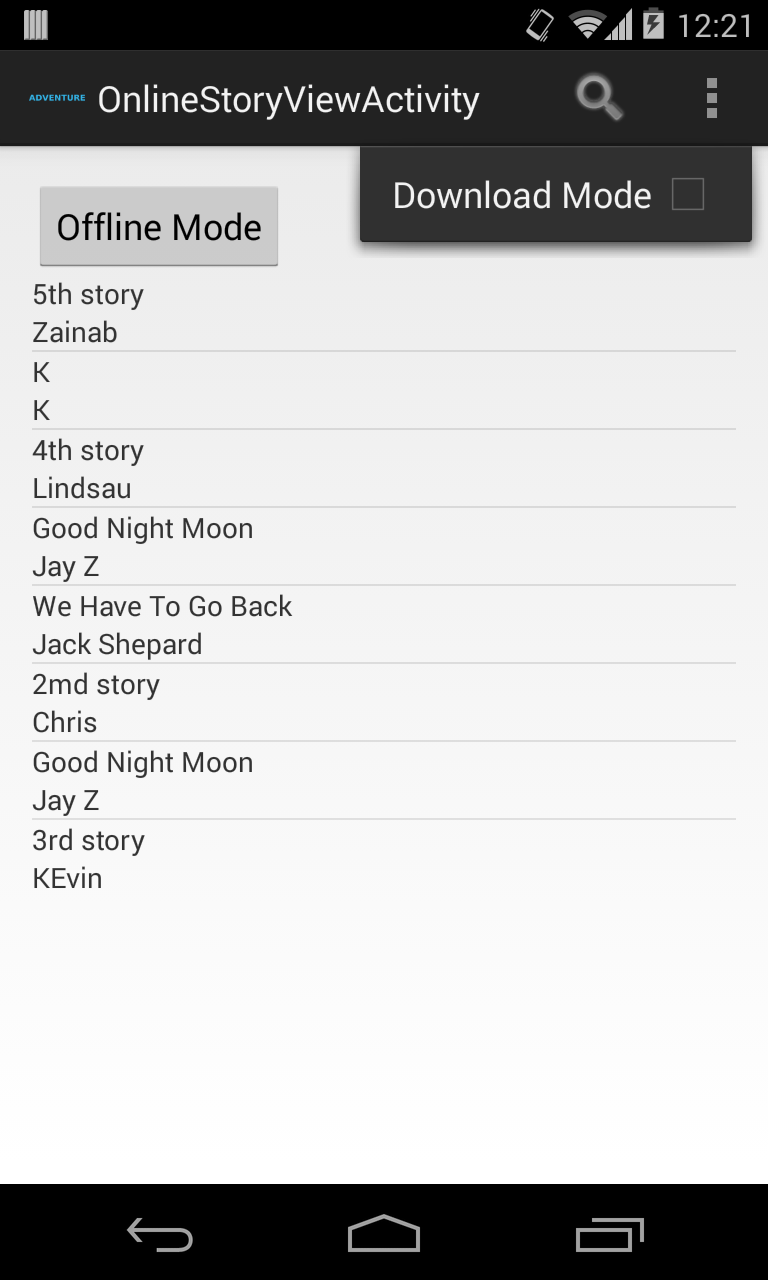 12:21
ADVENTURE OnlineStoryViewActivity
Download Mode
Offline Mode
5th story
Zainab
K
K
4th story
Lindsau
Good Night Moon
Jay Z
We Have To Go Back
Jack Shepard
2md story
Chris
Good Night Moon
Jay Z
3rd story
KEvin